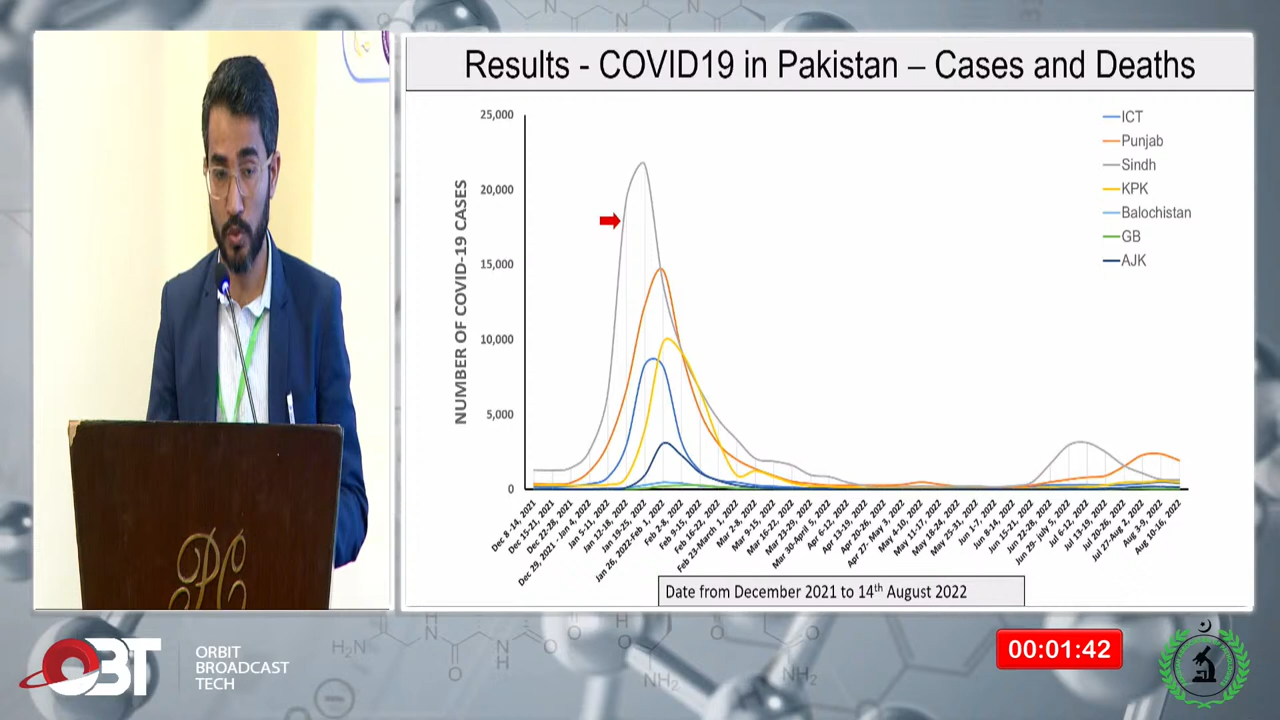 Results - COVID19 in Pakistan – Cases and Deaths
25,000
20,000
15,000
10,000
5,000
0
NUMBER OF COVID-19 CASES
ICT
Punjab
Sindh
KPK
Balochistan
GB
AJK
Dec 8-14, 2021
Dec 15-21, 2021
Dec 22-28, 2021
Dec 29, 2021 - Jan 4, 2022
Jan 5-11, 2022
Jan 12-18, 2022
Jan 19-25, 2022
Jan 26, 2022-Feb 1, 2022
Feb 2-8, 2022
Feb 9-15, 2022
Feb 16-22, 2022
Feb 23-March 1, 2022
Mar 2-8, 2022
Mar 9-15, 2022
Mar 16-22, 2022
Mar 23-29, 2022
Mar 30-April 5, 2022
Apr 6-12, 2022
Apr 13-19, 2022
Apr 20-26, 2022
Apr 27- May 3, 2022
May 4-10, 2022
May 11-17, 2022
May 18-24, 2022
May 25-31, 2022
Jun 1-7, 2022
Jun 8-14, 2022
Jun 15-21, 2022
Jun 22-28, 2022
Jun 29- july 5, 2022
Jul 6-12, 2022
Jul 13-19, 2022
Jul 20-26, 2022
Jul 27-Aug 2, 2022
Aug 3-9, 2022
Aug 10-16, 2022
Date from December 2021 to 14th August 2022
PC
OBT
ORBIT
BROADCAST
TECH
00:01:42
H₂N
N
H
O
O
H
O
NH₂
O
NH₂